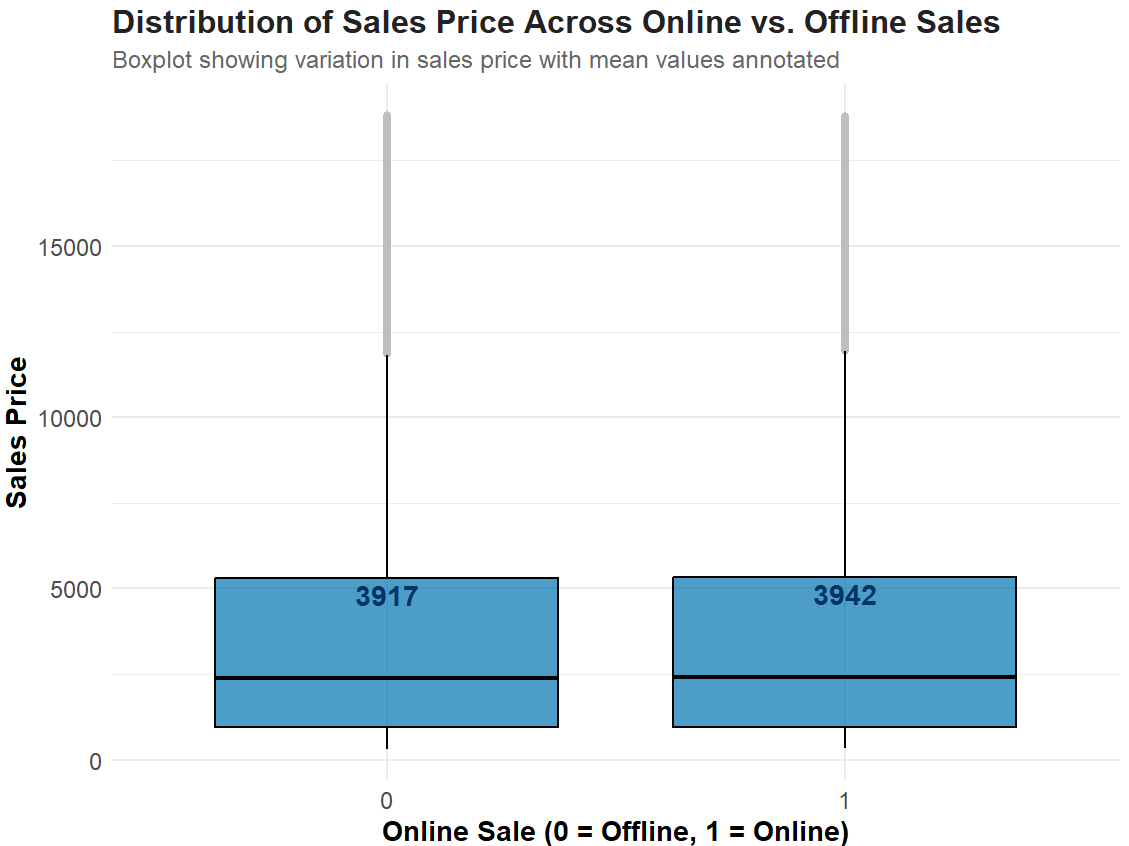 Distribution of Sales Price Across Online vs. Offline Sales
Boxplot showing variation in sales price with mean values annotated
Sales Price
15000
10000
5000
0
3917
3942
0
1
Online Sale (0 = Offline, 1 = Online)